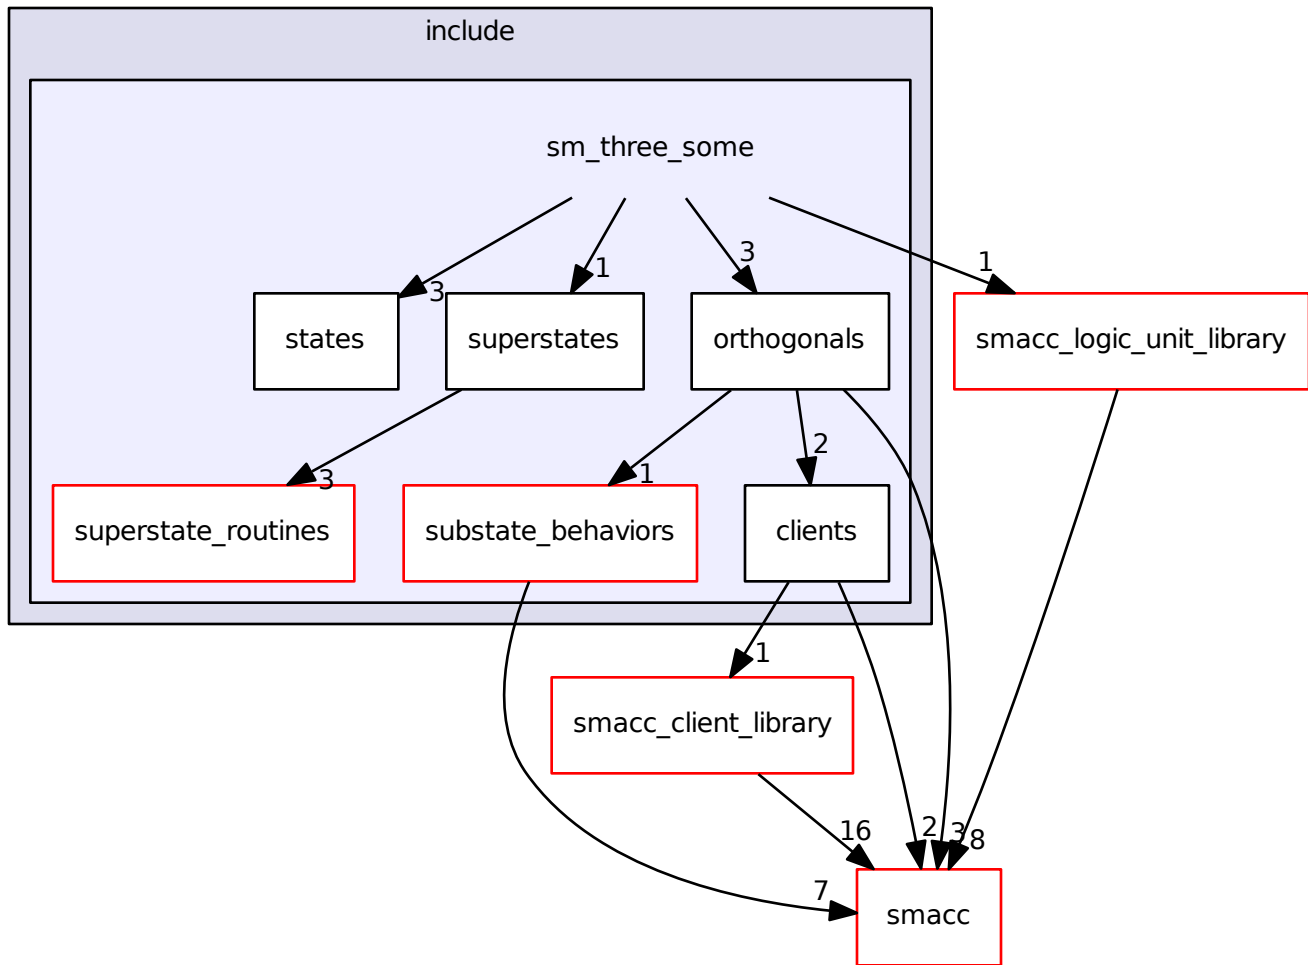 include
sm_three_some
3
1
1
3
states
superstates
orthogonals
smacc_logic_unit_library
2
3
1
superstate_routines
substate_behaviors
clients
1
smacc_client_library
16
2
3
8
7
smacc